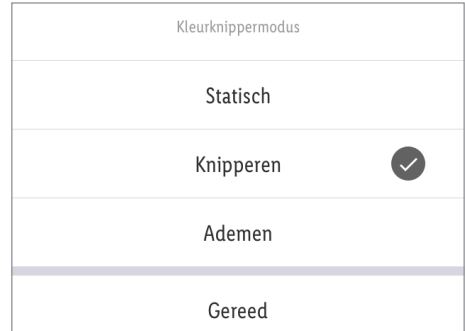 Kleurknippermodus
Statisch
Knipperen
Ademen
Gereed